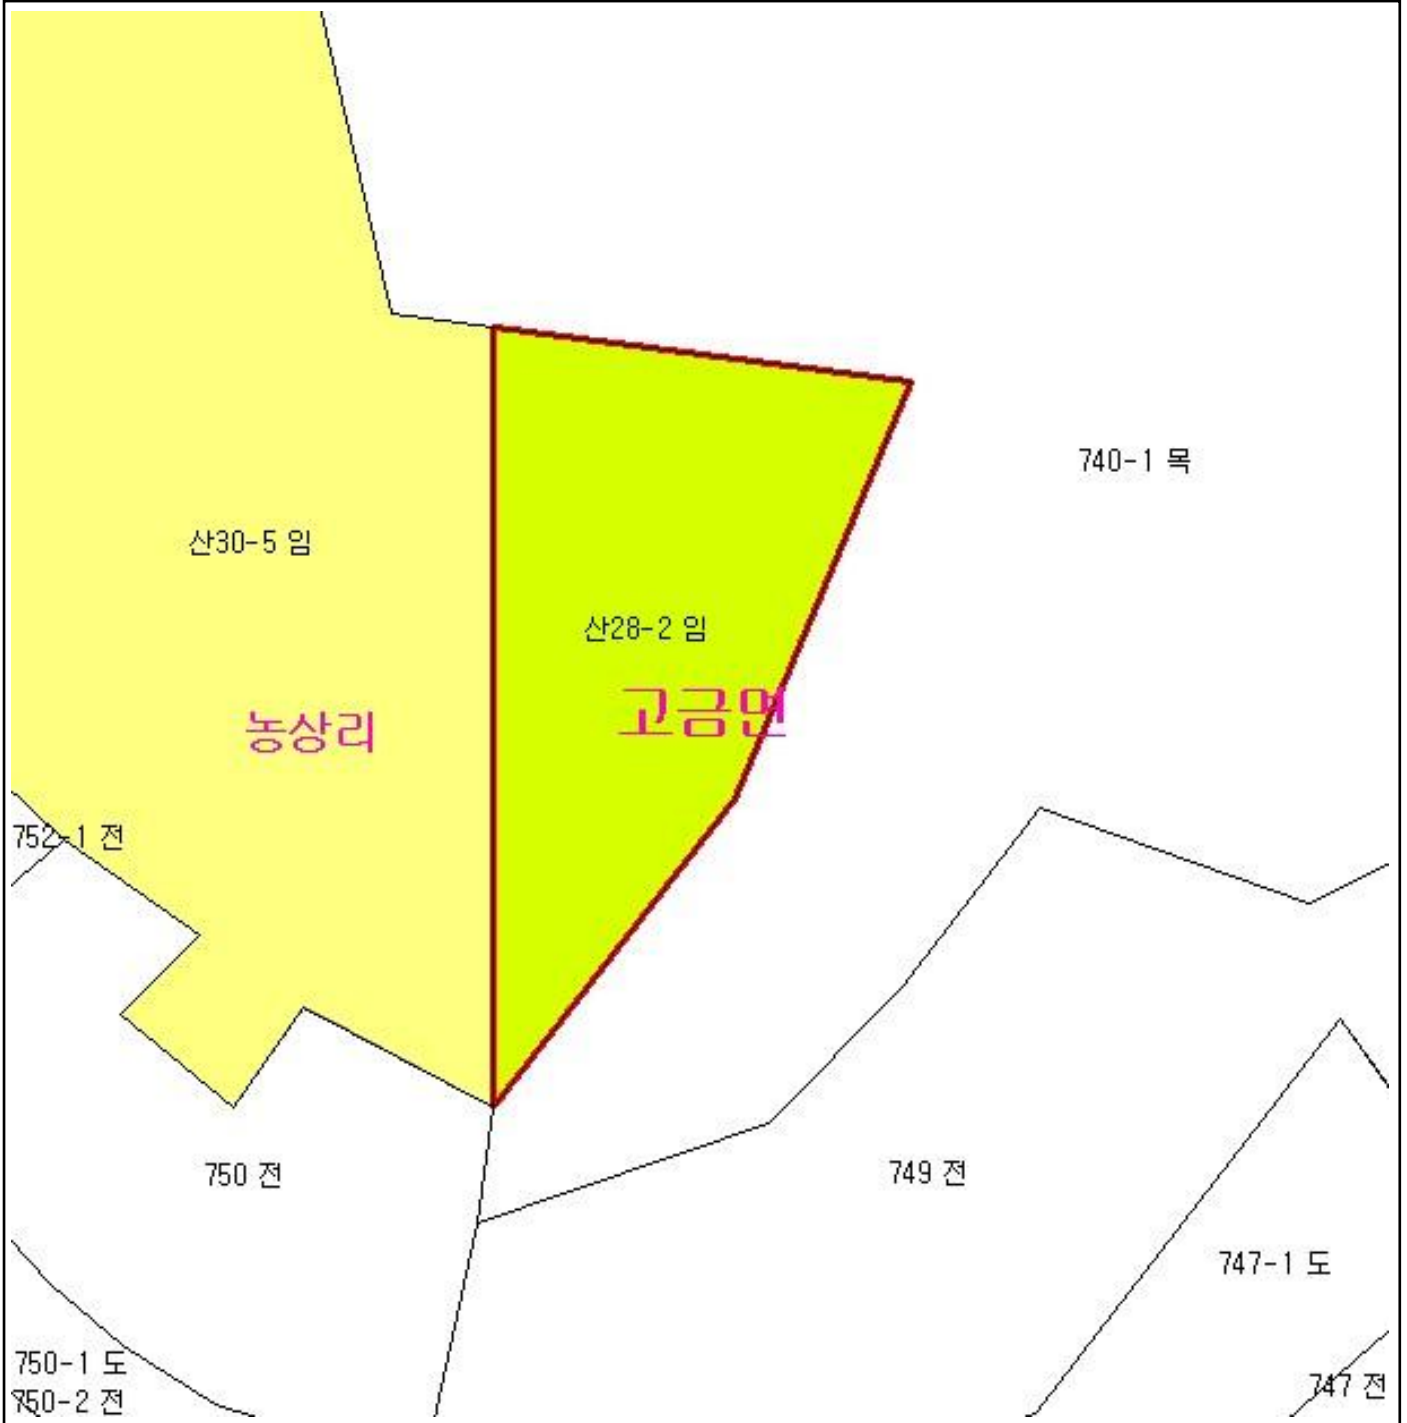 740-1 목
산30-5 임
산28-2 임
고금면
농상리
752-1 전
750 전
749 전
747-1 도
750-1 도
747 전
750-2 전